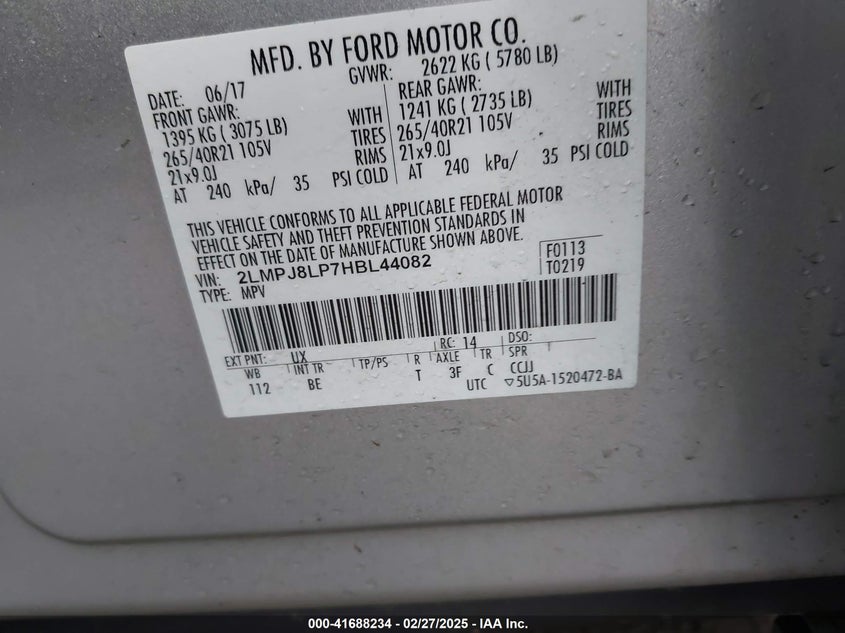 MFD. BY FORD MOTOR CO.
DATE: 06/17 GVWR: 2622 KG ( 5780 LB)
FRONT GAWR: REAR GAWR:
1395 KG ( 3075 LB) WITH 1241 KG ( 2735 LB) WITH
265/40R21 105V TIRES 265/40R21 105V TIRES
21x9.0J RIMS 21x9.0J RIMS
AT 240 kPa/ 35 PSI COLD AT 240 kPa/ 35 PSI COLD
THIS VEHICLE CONFORMS TO ALL APPLICABLE FEDERAL MOTOR
VEHICLE SAFETY AND THEFT PREVENTION STANDARDS IN
EFFECT ON THE DATE OF MANUFACTURE SHOWN ABOVE.
VIN: 2LMPJ8LP7HBL44082 F0113
TYPE: MPV T0219
EXT PNT: UX RC: 14 DSO:
WB INT TR TP/PS R AXLE TR SPR
112 BE T 3F C CCJJ
UTC ▽5U5A-1520472-BA
000-41688234 - 02/27/2025 - IAA Inc.